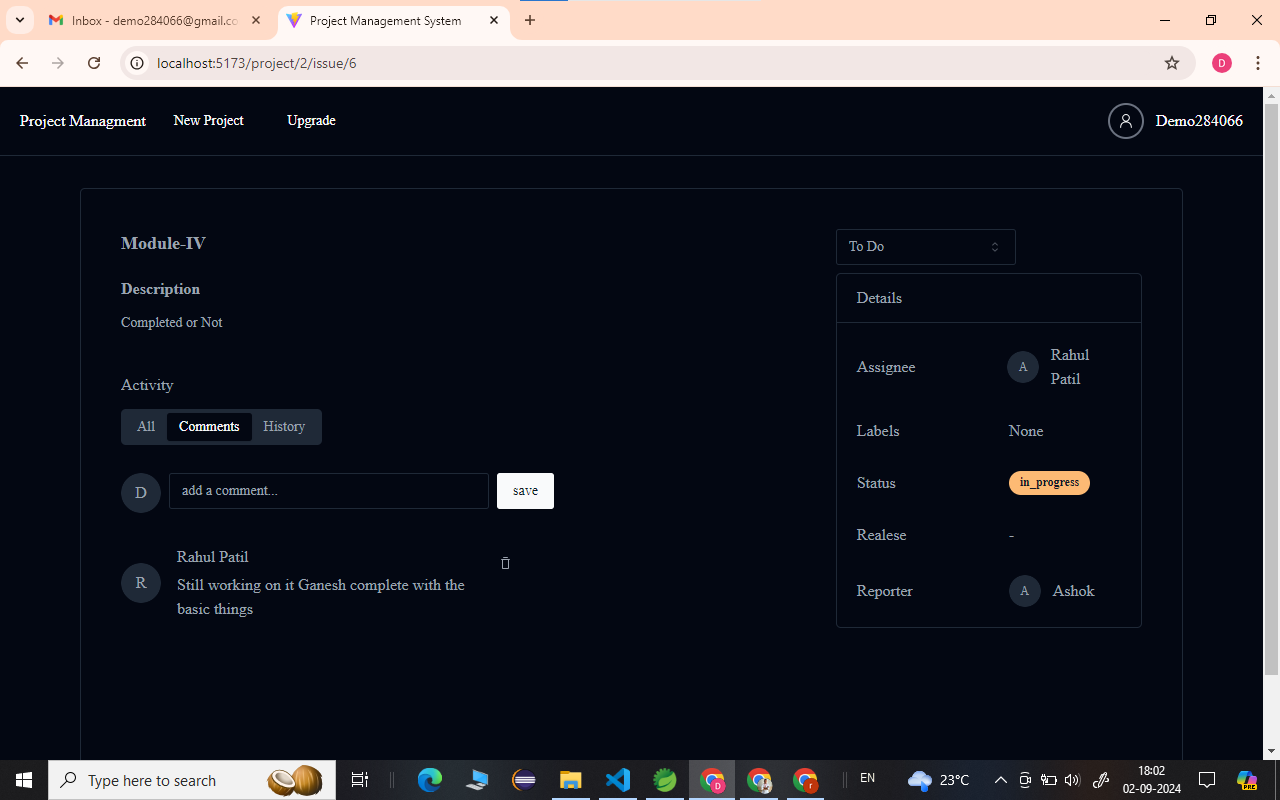 Inbox - demo284066@gmail.co
Project Management System
localhost:5173/project/2/issue/6
D
Project Managment
New Project
Upgrade
Demo284066
Module-IV
Description
Completed or Not
Activity
All
Comments
History
D
add a comment...
save
R
Rahul Patil
Still working on it Ganesh complete with the
basic things
To Do
Details
Assignee
A
Rahul
Patil
Labels
None
Status
in_progress
Realese
-
Reporter
A
Ashok
Type here to search
D
r
EN
23°C
18:02
02-09-2024
PRE